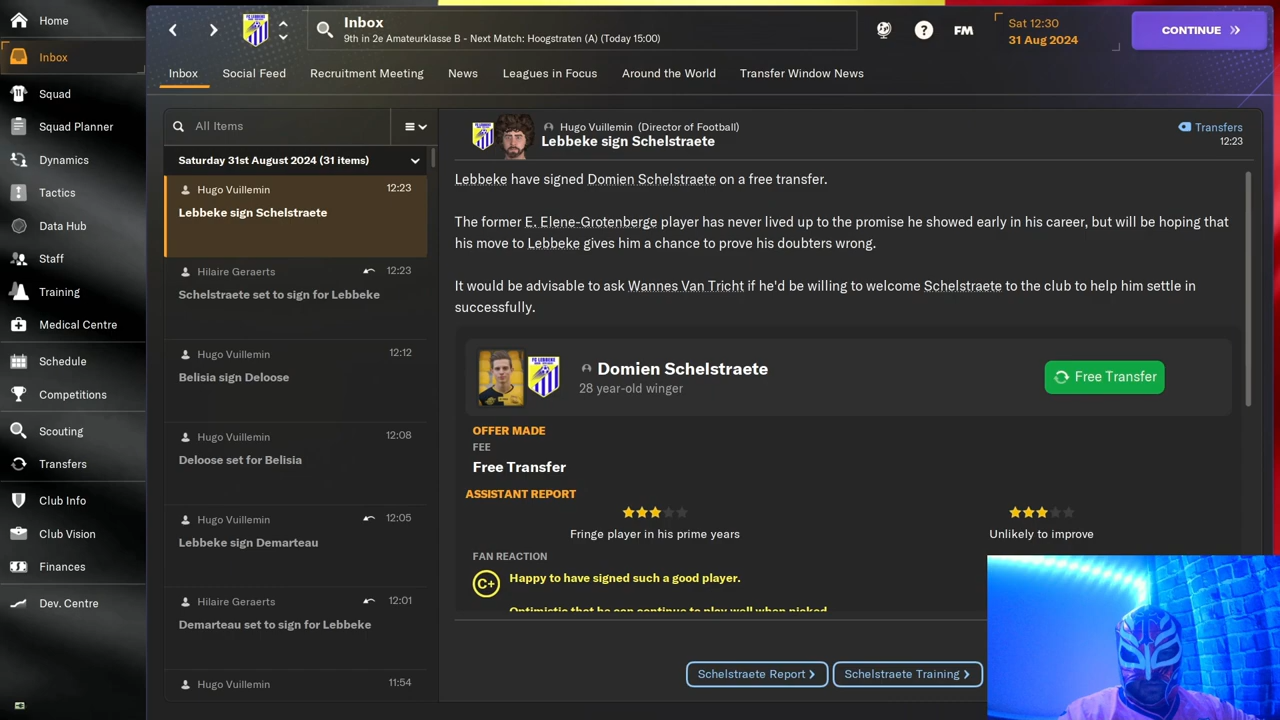 Home
Inbox
Squad
Squad Planner
Dynamics
Tactics
Data Hub
Staff
Training
Medical Centre
Schedule
Competitions
Scouting
Transfers
Club Info
Club Vision
Finances
Dev. Centre
Inbox
9th in 2e Amateurklasse B - Next Match: Hoogstraten (A) (Today 15:00)
FM
Sat 12:30
31 Aug 2024
CONTINUE
Inbox Social Feed Recruitment Meeting News Leagues in Focus Around the World Transfer Window News
All Items
Saturday 31st August 2024 (31 items)
Hugo Vuillemin 12:23
Lebbeke sign Schelstraete
Hilaire Geraerts 12:23
Schelstraete set to sign for Lebbeke
Hugo Vuillemin 12:12
Belisia sign Deloose
Hugo Vuillemin 12:08
Deloose set for Belisia
Hugo Vuillemin 12:05
Lebbeke sign Demarteau
Hilaire Geraerts 12:01
Demarteau set to sign for Lebbeke
Hugo Vuillemin 11:54
Hugo Vuillemin (Director of Football)
Lebbeke sign Schelstraete
Transfers
12:23
Lebbeke have signed Domien Schelstraete on a free transfer.
The former E. Elene-Grotenberge player has never lived up to the promise he showed early in his career, but will be hoping that
his move to Lebbeke gives him a chance to prove his doubters wrong.
It would be advisable to ask Wannes Van Tricht if he'd be willing to welcome Schelstraete to the club to help him settle in
successfully.
FC LEBBEKE
Domien Schelstraete
28 year-old winger
Free Transfer
OFFER MADE
FEE
Free Transfer
ASSISTANT REPORT
Fringe player in his prime years
Unlikely to improve
FAN REACTION
C+
Happy to have signed such a good player.
Optimistic that he can continue to play well when picked.
Schelstraete Report
Schelstraete Training